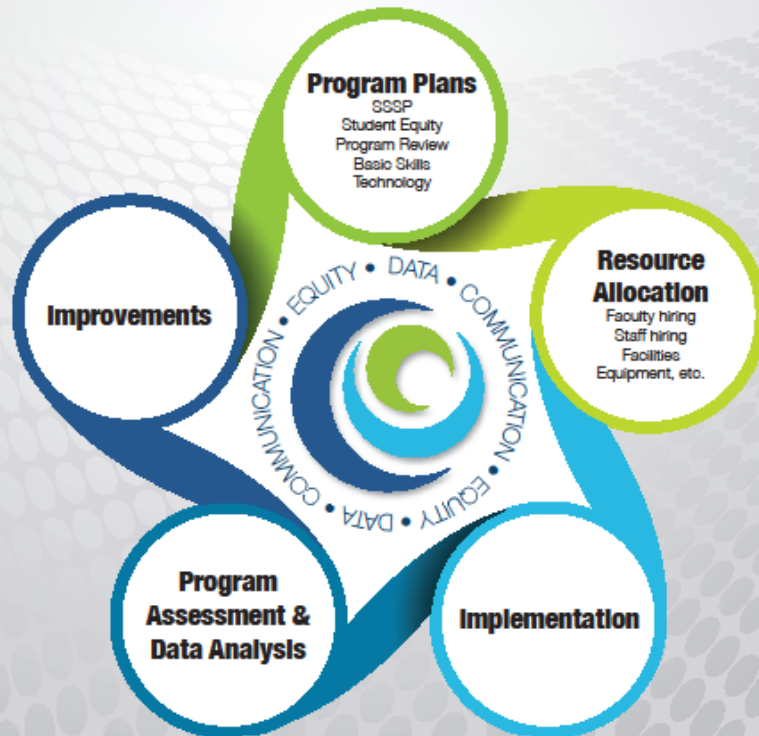 Program Plans
SSSP
Student Equity
Program Review
Basic Skills
Technology
Resource
Allocation
Faculty hiring
Staff hiring
Facilities
Equipment, etc.
Implementation
Program
Assessment &
Data Analysis
Improvements
EQUITY • DATA • COMMUNICATION • EQUITY • DATA • COMMUNICATION •